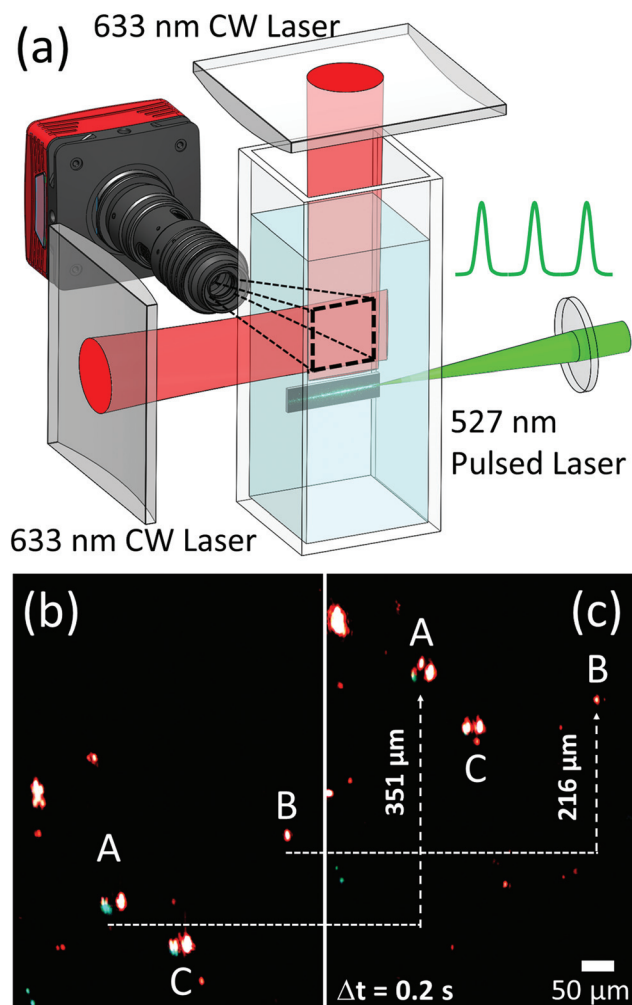 633 nm CW Laser
(a)
527 nm
Pulsed Laser
633 nm CW Laser
(b)
(c)
A
B
C
351 µm
216 µm
A
B
C
Δt = 0.2 s
50 µm